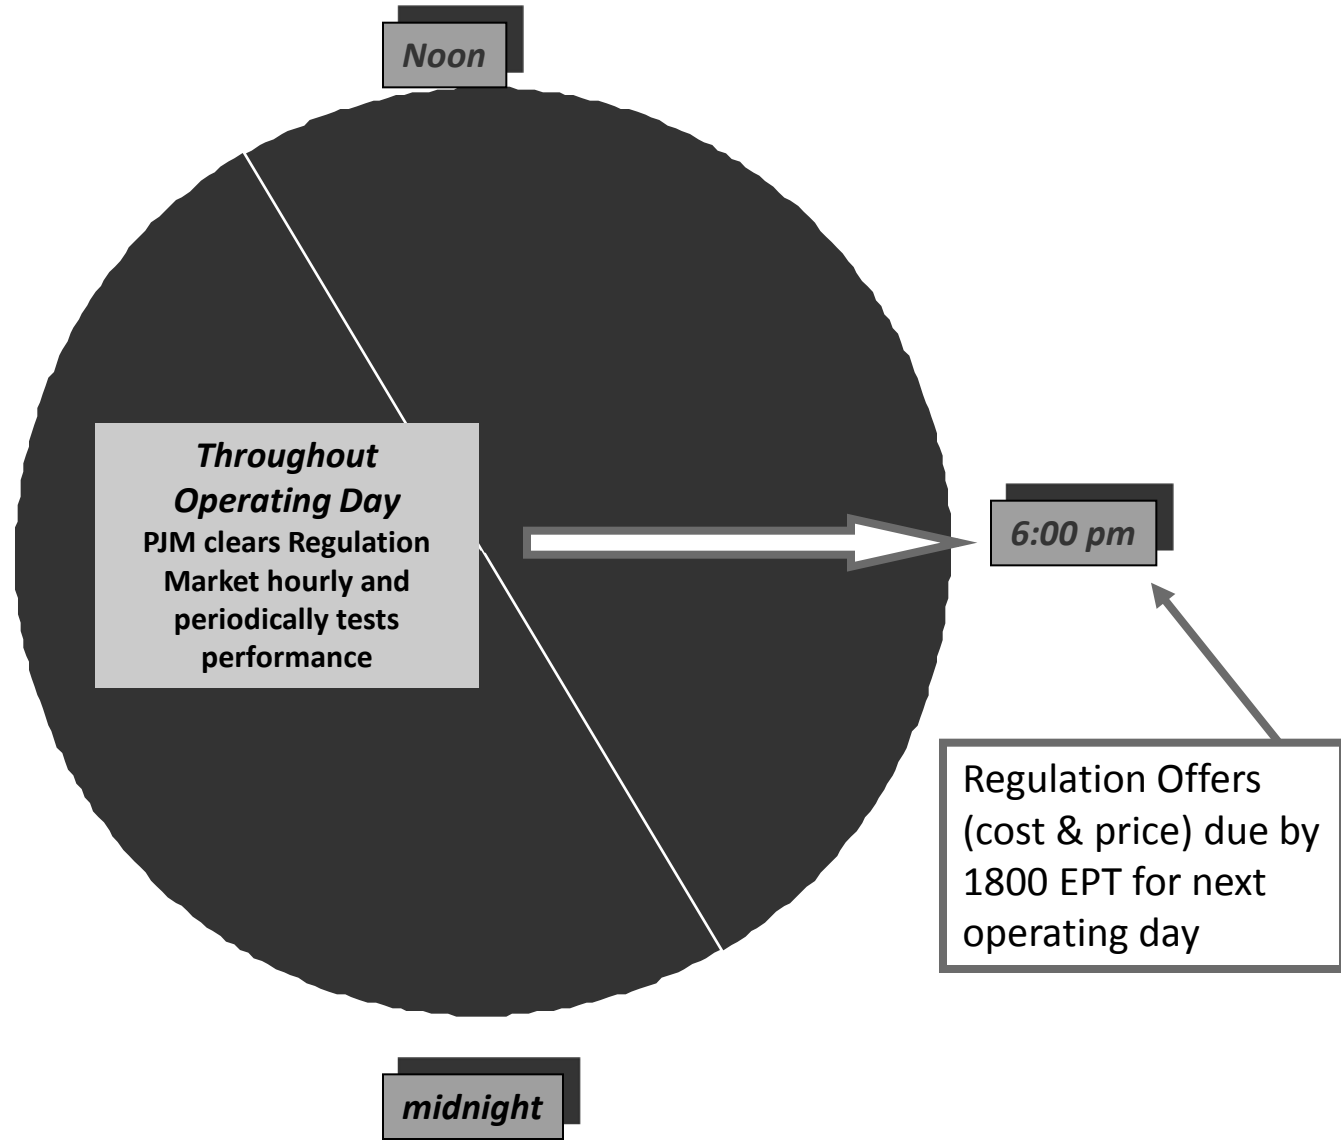 Noon
Throughout
Operating Day
PJM clears Regulation
Market hourly and
periodically tests
performance
6:00 pm
Regulation Offers
(cost & price) due by
1800 EPT for next
operating day
midnight